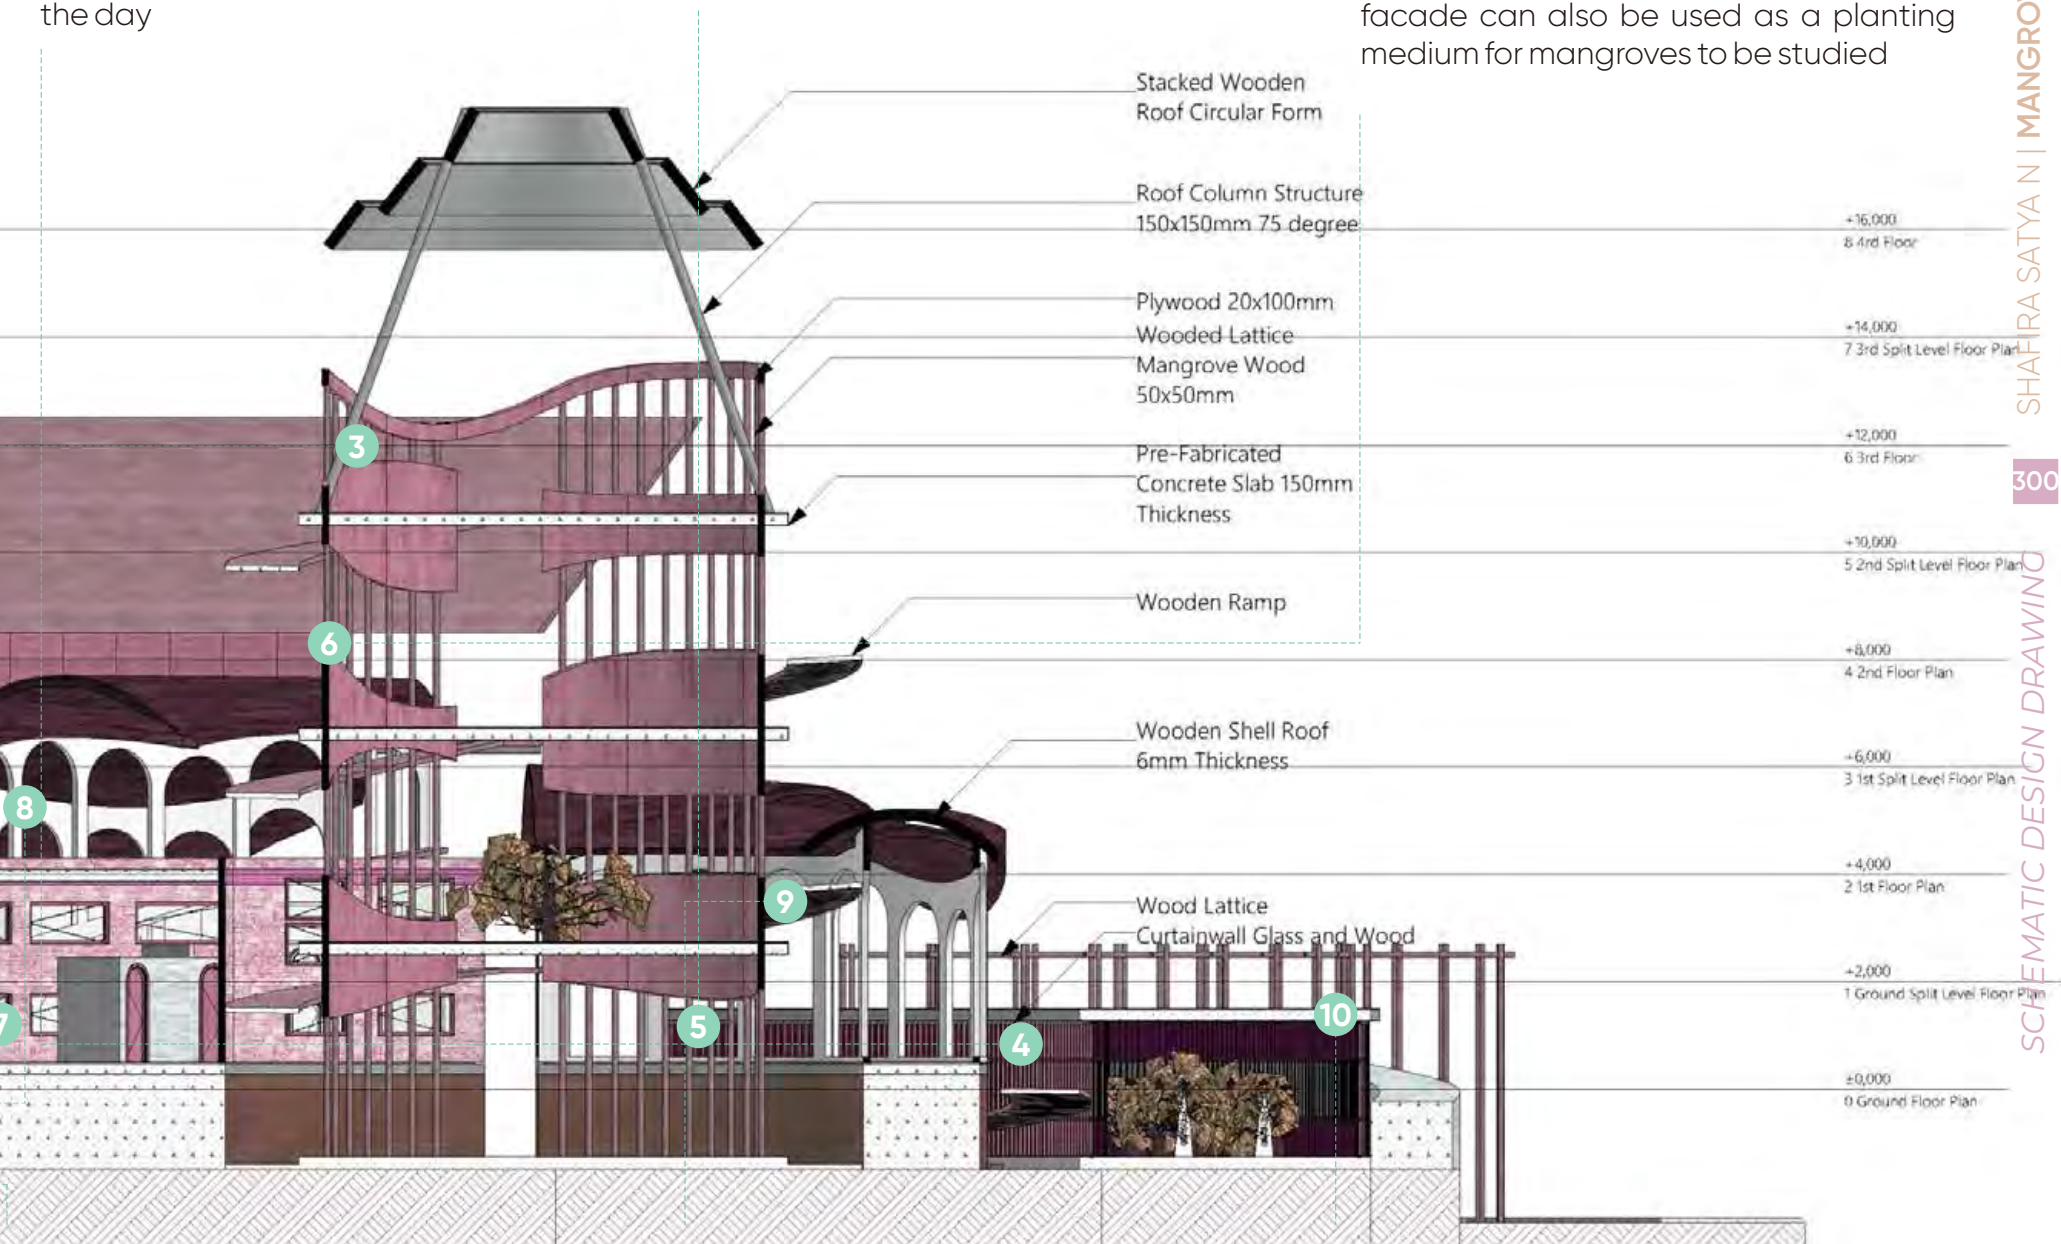 the day
facade can also be used as a planting
medium for mangroves to be studied
Stacked Wooden
Roof Circular Form
Roof Column Structure
150x150mm 75 degree
Plywood 20x100mm
Wooded Lattice
Mangrove Wood
50x50mm
Pre-Fabricated
Concrete Slab 150mm
Thickness
Wooden Ramp
Wooden Shell Roof
6mm Thickness
Wood Lattice
Curtainwall Glass and Wood
+16,000
8 4rd Floor
+14,000
7 3rd Split Level Floor Plan
+12,000
6 3rd Floor
+10,000
5 2nd Split Level Floor Plan
+8,000
4 2nd Floor Plan
+6,000
3 1st Split Level Floor Plan
+4,000
2 1st Floor Plan
+2,000
1 Ground Split Level Floor Plan
±0,000
0 Ground Floor Plan
3
6
8
9
7
5
4
10
SHAFIRA SATYA N | MANGRO
300
SCHEMATIC DESIGN DRAWING